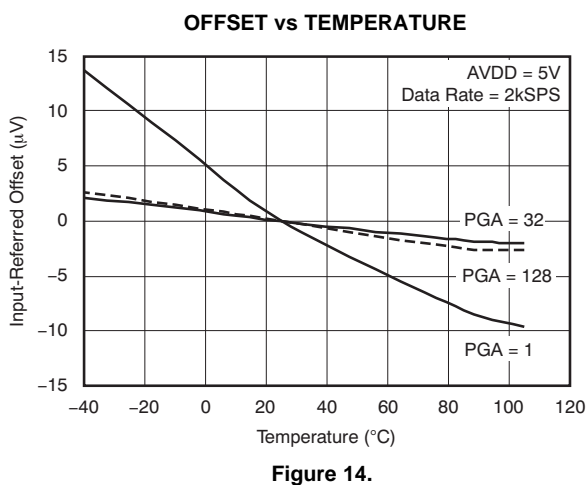 OFFSET vs TEMPERATURE
15
10
5
0
−5
−10
−15
Input-Referred Offset (μV)
AVDD = 5V
Data Rate = 2kSPS
PGA = 32
PGA = 128
PGA = 1
−40 −20 0 20 40 60 80 100 120
Temperature (°C)
Figure 14.